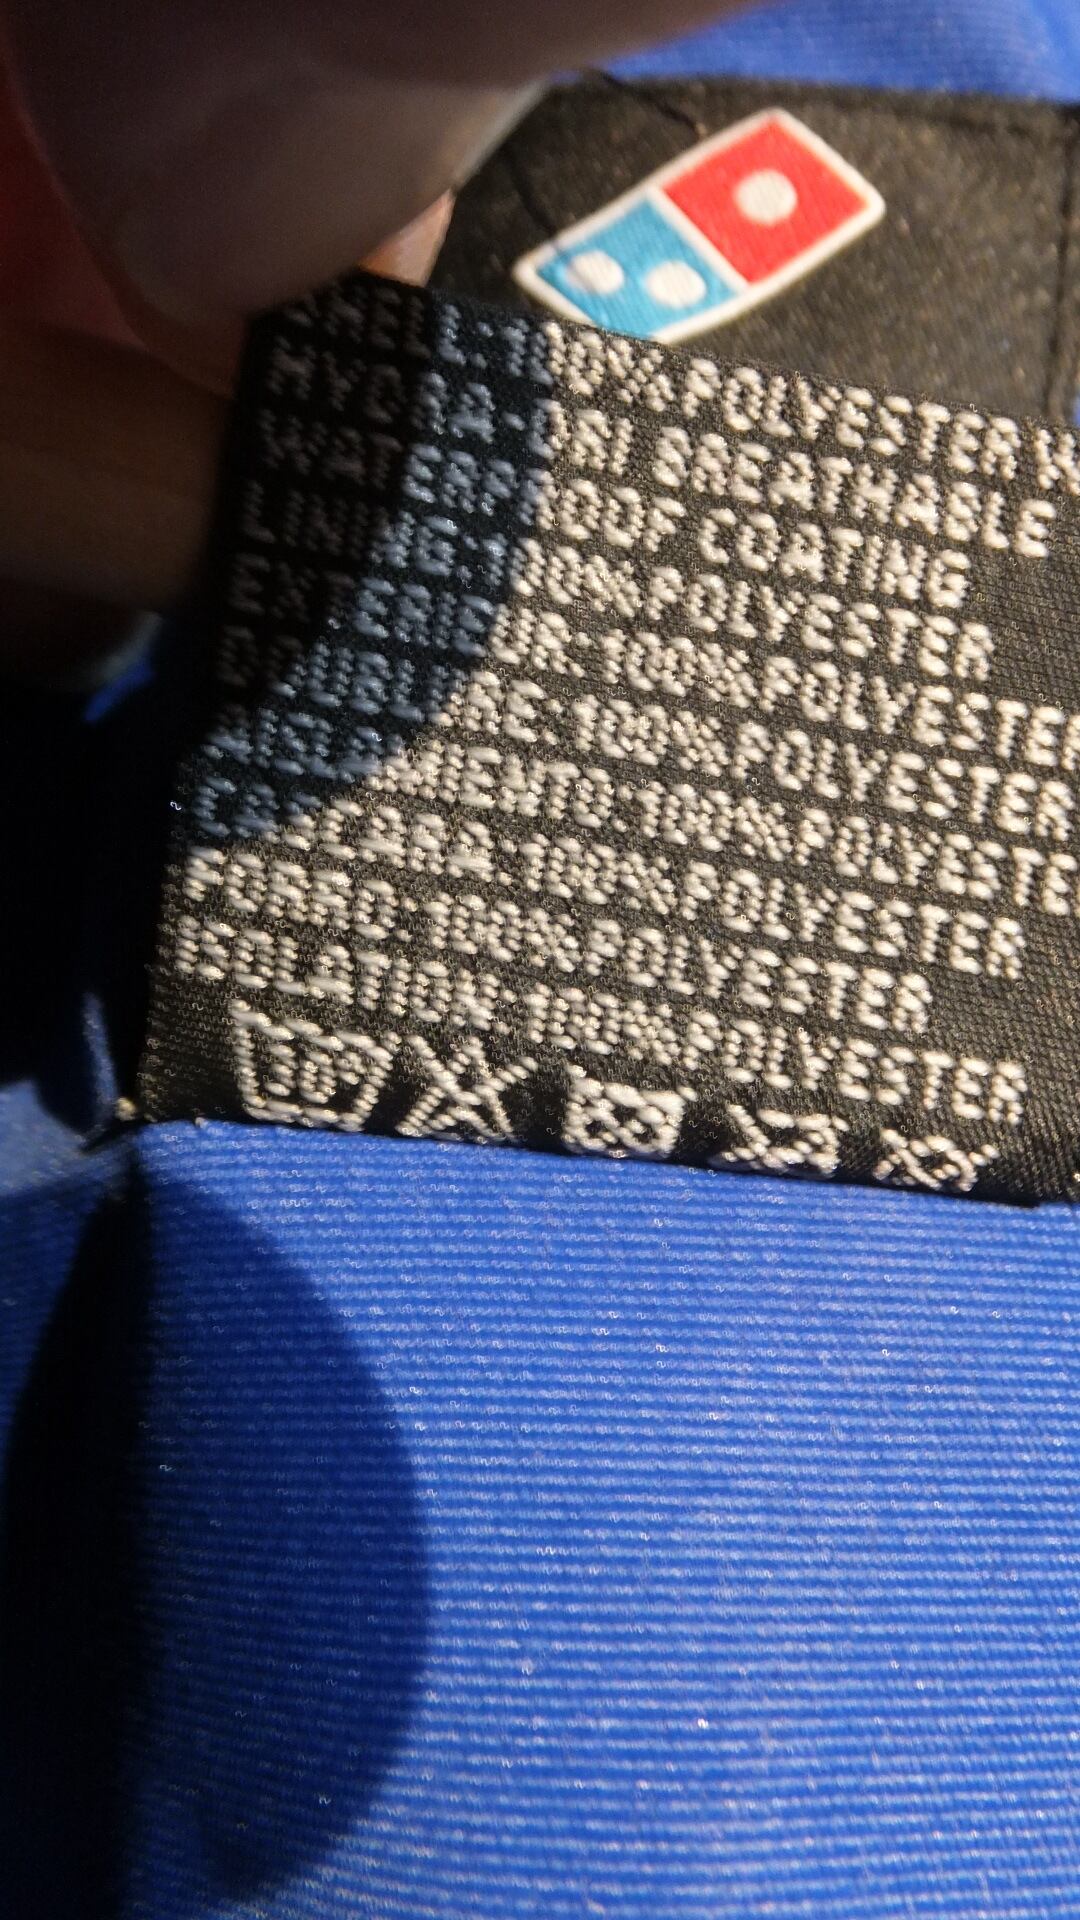 SHELL: 100% POLYESTER W
HYDRA-DRI BREATHABLE
WATERPROOF COATING
LINING: 100% POLYESTER
EXTERIEUR: 100% POLYESTER
DOUBLURE: 100% POLYESTER
AISLAMIENTO: 100% POLYESTE
CASCARA: 100% POLYESTER
FORRO: 100% POLYESTER
ISOLATION: 100% POLYESTER
30°